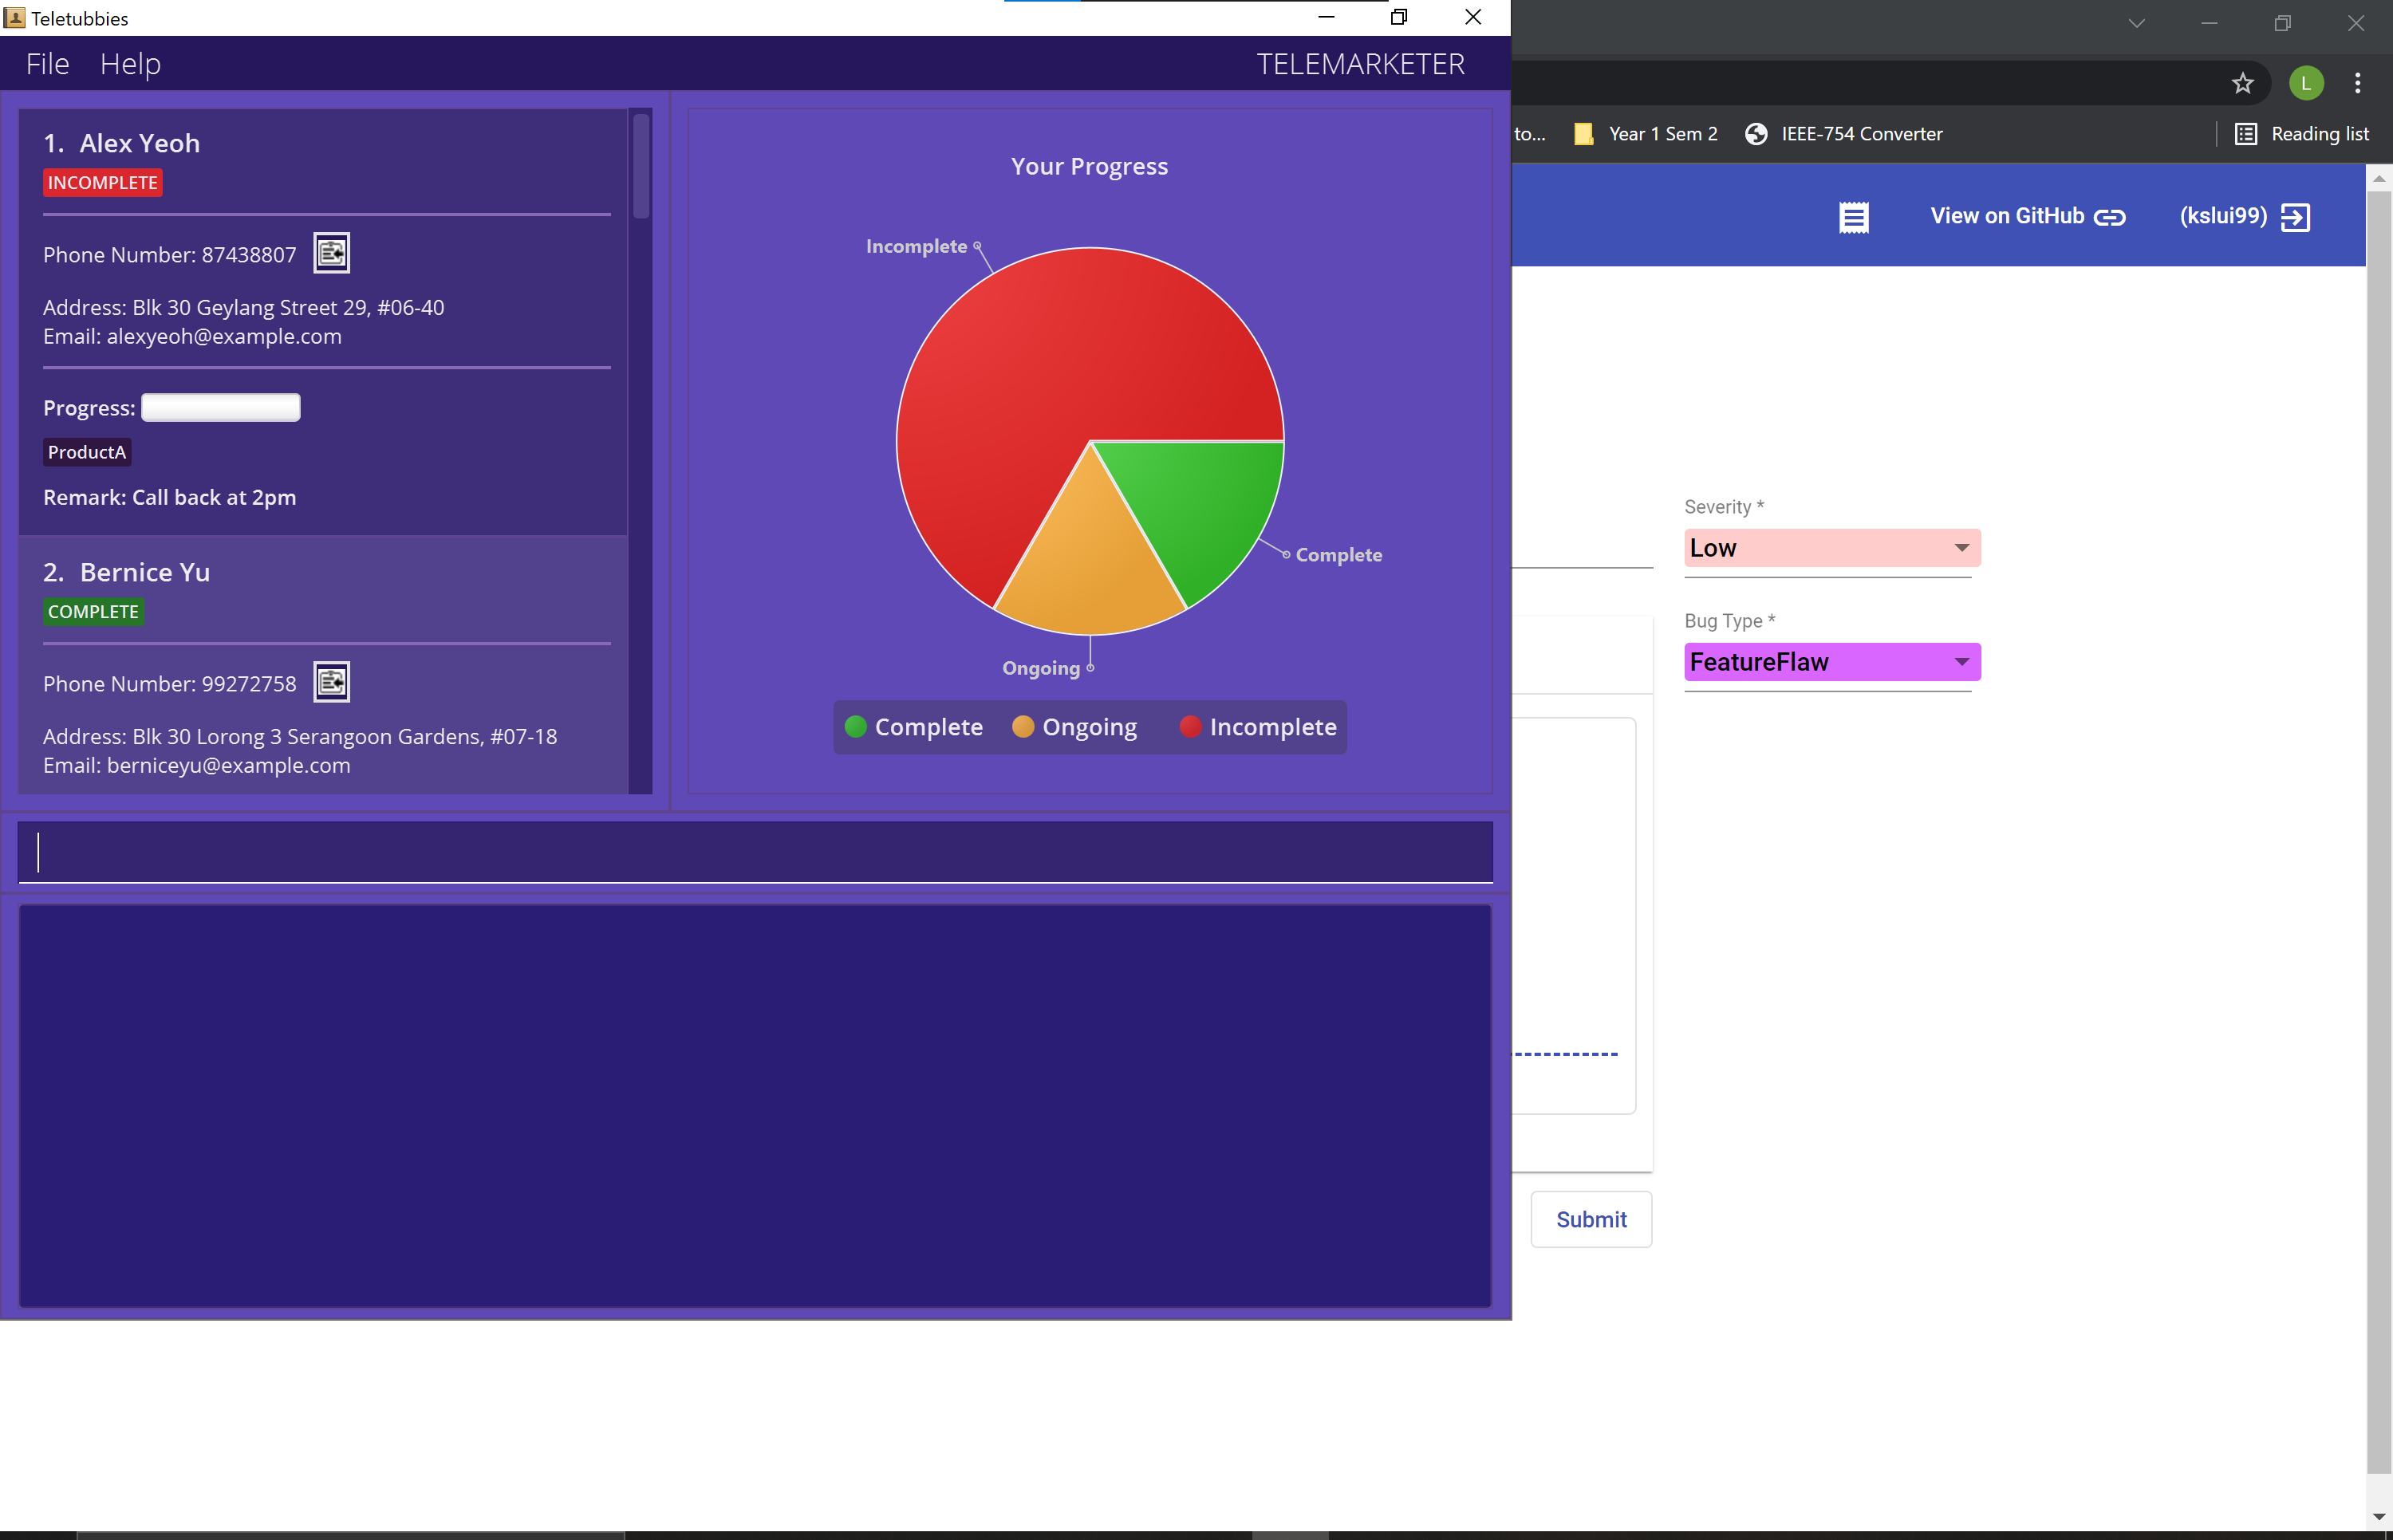 Teletubbies
File Help
TELEMARKETER
1. Alex Yeoh
INCOMPLETE
Phone Number: 87438807
Address: Blk 30 Geylang Street 29, #06-40
Email: alexyeoh@example.com
Progress:
ProductA
Remark: Call back at 2pm
2. Bernice Yu
COMPLETE
Phone Number: 99272758
Address: Blk 30 Lorong 3 Serangoon Gardens, #07-18
Email: berniceyu@example.com
Your Progress
Incomplete
Complete
Ongoing
Complete Ongoing Incomplete
L
to... Year 1 Sem 2 IEEE-754 Converter Reading list
View on GitHub (kslui99)
Severity *
Low
Bug Type *
FeatureFlaw
Submit